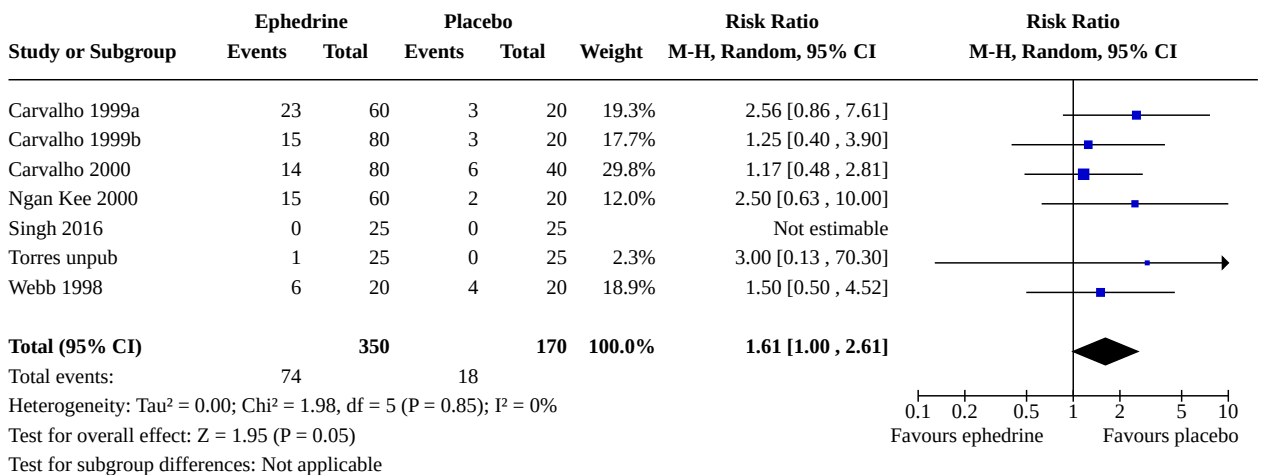 Ephedrine Placebo Risk Ratio Risk Ratio
Study or Subgroup Events Total Events Total Weight M-H, Random, 95% CI M-H, Random, 95% CI
Carvalho 1999a 23 60 3 20 19.3% 2.56 [0.86 , 7.61]
Carvalho 1999b 15 80 3 20 17.7% 1.25 [0.40 , 3.90]
Carvalho 2000 14 80 6 40 29.8% 1.17 [0.48 , 2.81]
Ngan Kee 2000 15 60 2 20 12.0% 2.50 [0.63 , 10.00]
Singh 2016 0 25 0 25 Not estimable
Torres unpub 1 25 0 25 2.3% 3.00 [0.13 , 70.30]
Webb 1998 6 20 4 20 18.9% 1.50 [0.50 , 4.52]
Total (95% CI) 350 170 100.0% 1.61 [1.00 , 2.61]
Total events: 74 18
Heterogeneity: Tau² = 0.00; Chi² = 1.98, df = 5 (P = 0.85); I² = 0% 0.1 0.2 0.5 1 2 5 10
Test for overall effect: Z = 1.95 (P = 0.05) Favours ephedrine Favours placebo
Test for subgroup differences: Not applicable